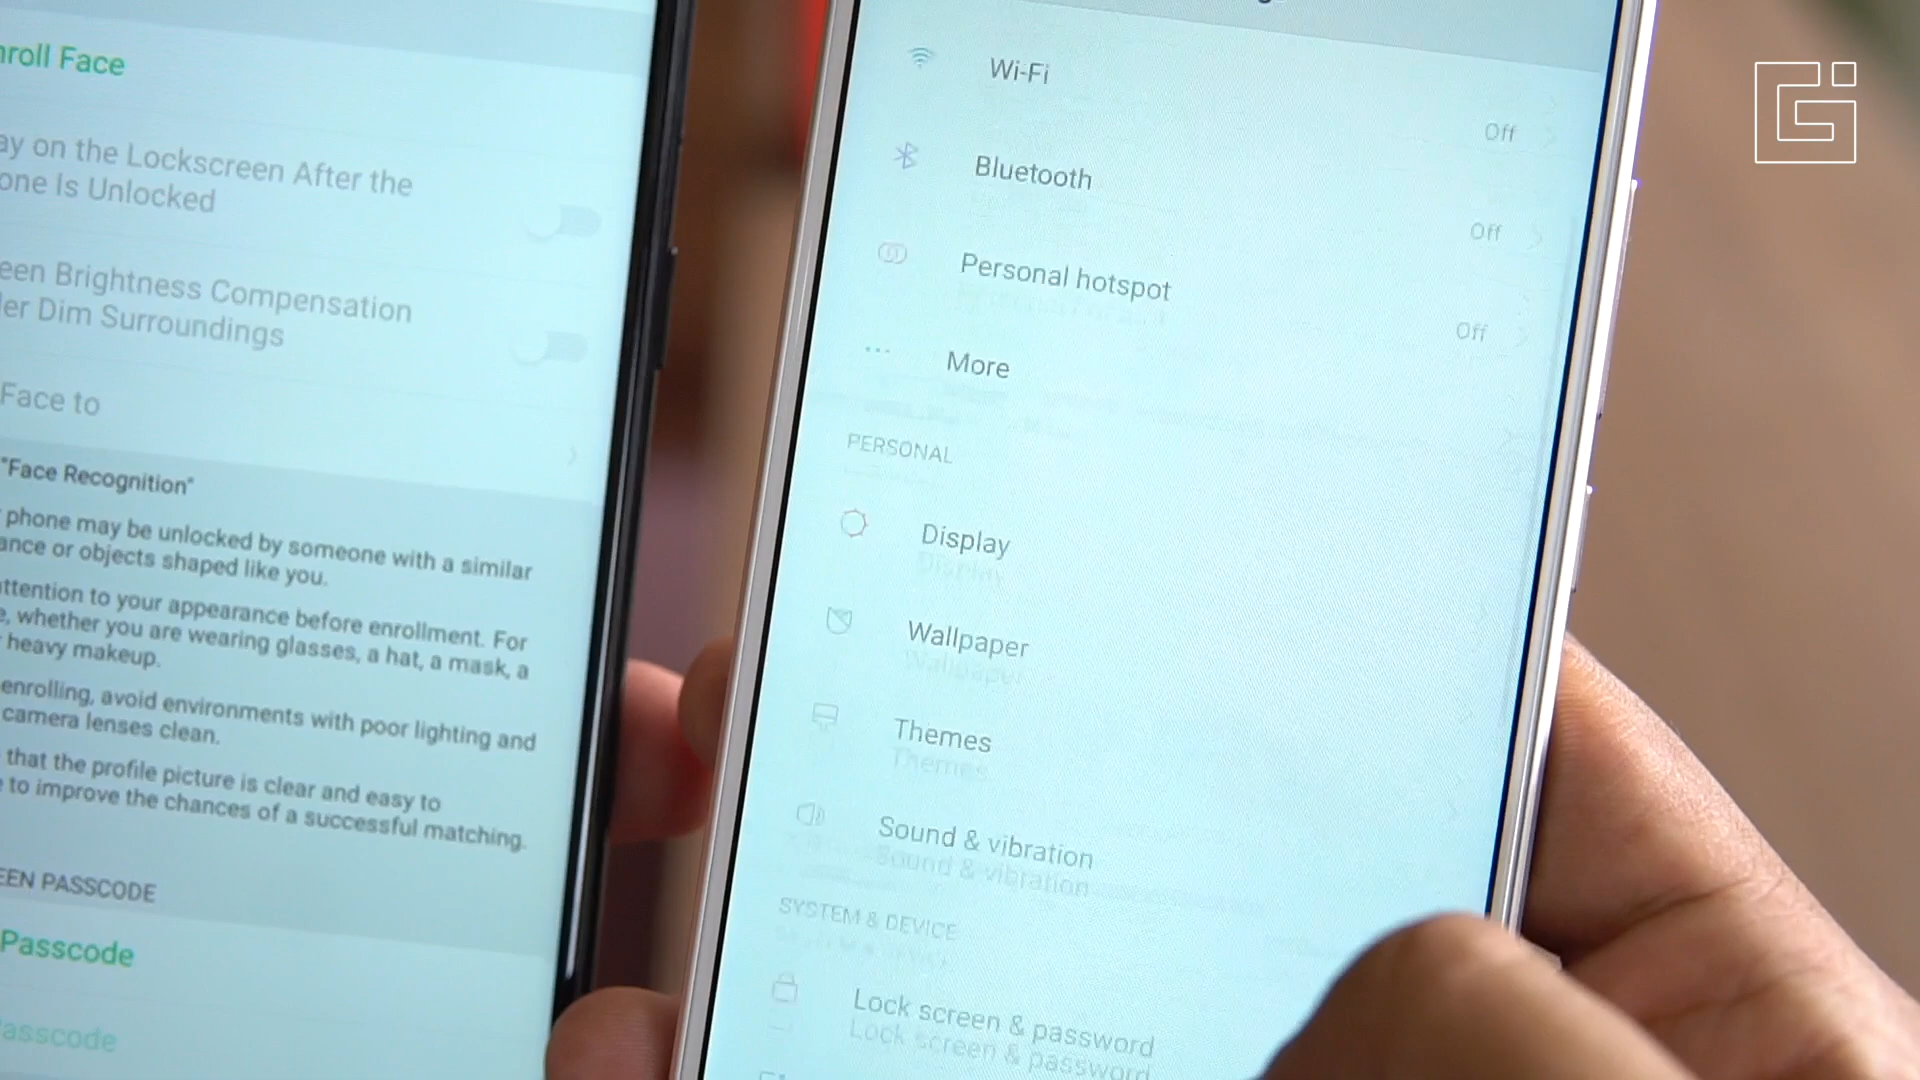 nroll Face
ay on the Lockscreen After the
one Is Unlocked
een Brightness Compensation
der Dim Surroundings
Face to
"Face Recognition"
phone may be unlocked by someone with a similar
ance or objects shaped like you.
attention to your appearance before enrollment. For
e, whether you are wearing glasses, a hat, a mask, a
heavy makeup.
enrolling, avoid environments with poor lighting and
camera lenses clean.
that the profile picture is clear and easy to
e to improve the chances of a successful matching.
EEN PASSCODE
Passcode
Passcode
Wi-Fi
Off
Bluetooth
Off
Personal hotspot
Off
More
PERSONAL
Display
Wallpaper
Themes
Sound & vibration
SYSTEM & DEVICE
Lock screen & password